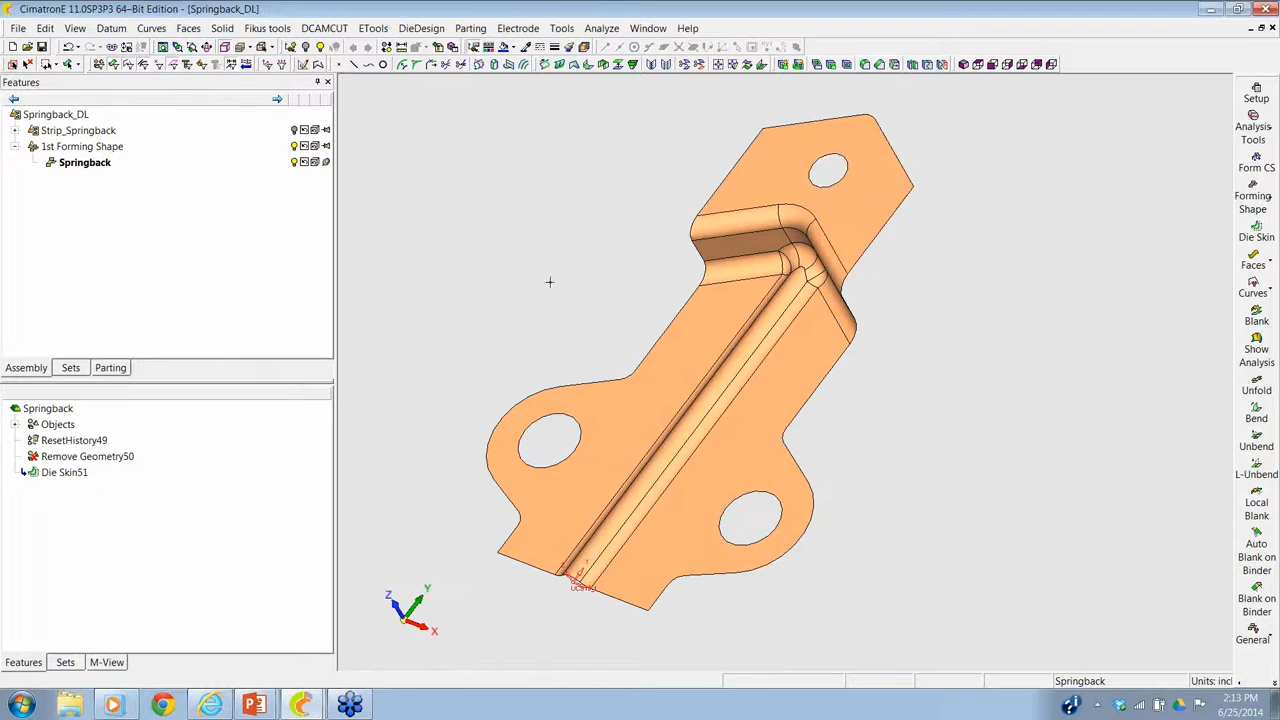 CimatronE 11.0SP3P3 64-Bit Edition - [Springback_DL]
File Edit View Datum Curves Faces Solid Fikus tools DCAMCUT ETools DieDesign Parting Electrode Tools Analyze Window Help
Features
Springback_DL
Strip_Springback
1st Forming Shape
Springback
Assembly Sets Parting
Springback
Objects
ResetHistory49
Remove Geometry50
Die Skin51
Features Sets M-View
Z
Y
X
Setup
Analysis
Tools
Form CS
Forming
Shape
Die Skin
Faces
Curves
Blank
Show
Analysis
Unfold
Bend
Unbend
L-Unbend
Local
Blank
Auto
Blank on
Binder
Blank on
Binder
General
Springback
Units: incl
2:13 PM
6/25/2014